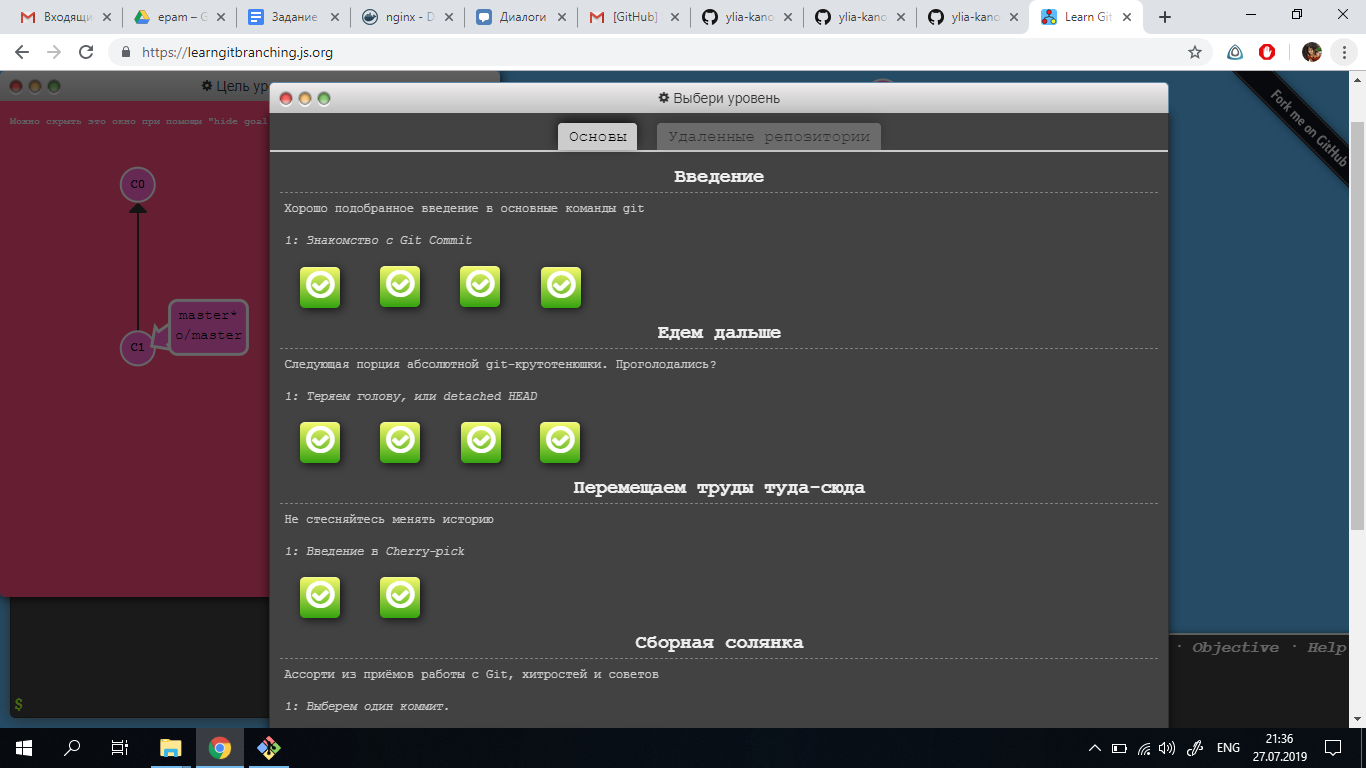 Входящи
epam – G
Задание
nginx - D
Диалоги
[GitHub]
ylia-kano
ylia-kano
ylia-kano
Learn Git
https://learngitbranching.js.org
Цель ур
Можно скрыть это окно при помощи "hide goal
C0
master*
o/master
C1
Выбери уровень
Основы
Удаленные репозитории
Введение
Хорошо подобранное введение в основные команды git
1: Знакомство с Git Commit
Едем дальше
Следующая порция абсолютной git-крутотенюшки. Проголодались?
1: Теряем голову, или detached HEAD
Перемещаем труды туда-сюда
Не стесняйтесь менять историю
1: Введение в Cherry-pick
Сборная солянка
Ассорти из приёмов работы с Git, хитростей и советов
1: Выберем один коммит.
Fork me on GitHub
· Objective · Help
$
ENG
21:36
27.07.2019